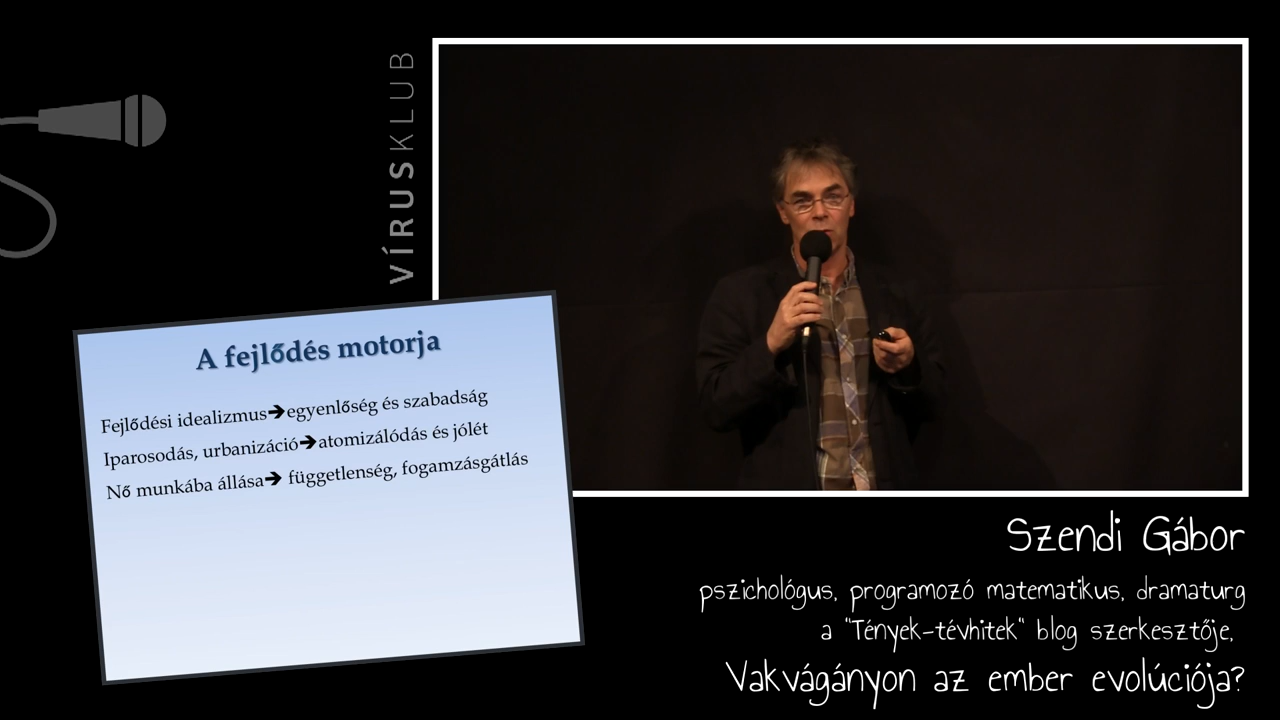 VÍRUSKLUB
A fejlődés motorja
Fejlődési idealizmus➔egyenlőség és szabadság
Iparosodás, urbanizáció➔atomizálódás és jólét
Nő munkába állása➔ függetlenség, fogamzásgátlás
Szendi Gábor
pszichológus, programozó matematikus, dramaturg
a "Tények-tévhitek" blog szerkesztője,
Vakvágányon az ember evolúciója?